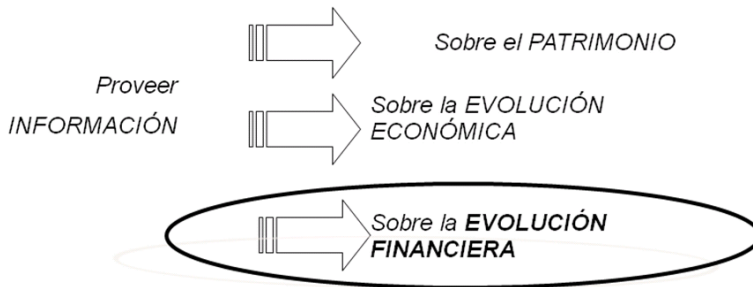 Sobre el PATRIMONIO
Proveer
INFORMACIÓN
Sobre la EVOLUCIÓN
ECONÓMICA
Sobre la EVOLUCIÓN
FINANCIERA